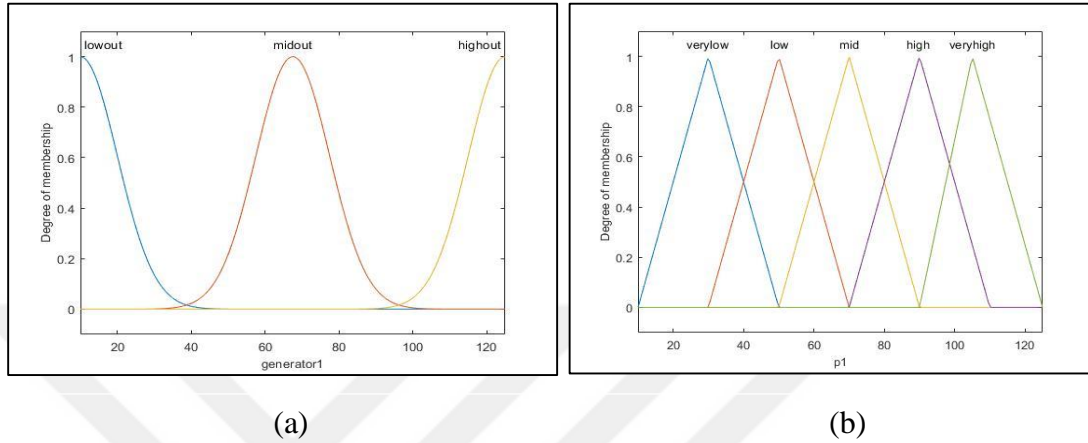 lowout midout highout
1
0.8
0.6
0.4
0.2
0
Degree of membership
20 40 60 80 100 120
generator1
verylow low mid high veryhigh
1
0.8
0.6
0.4
0.2
0
Degree of membership
20 40 60 80 100 120
p1
(a) (b)